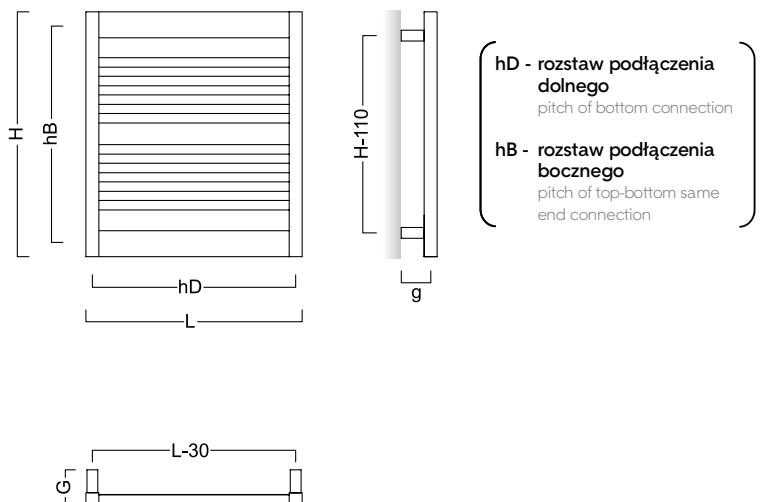 H
hB
hD
L
H-110
g
hD - rozstaw podłączenia
dolnego
pitch of bottom connection
hB - rozstaw podłączenia
bocznego
pitch of top-bottom same
end connection
L-30
G